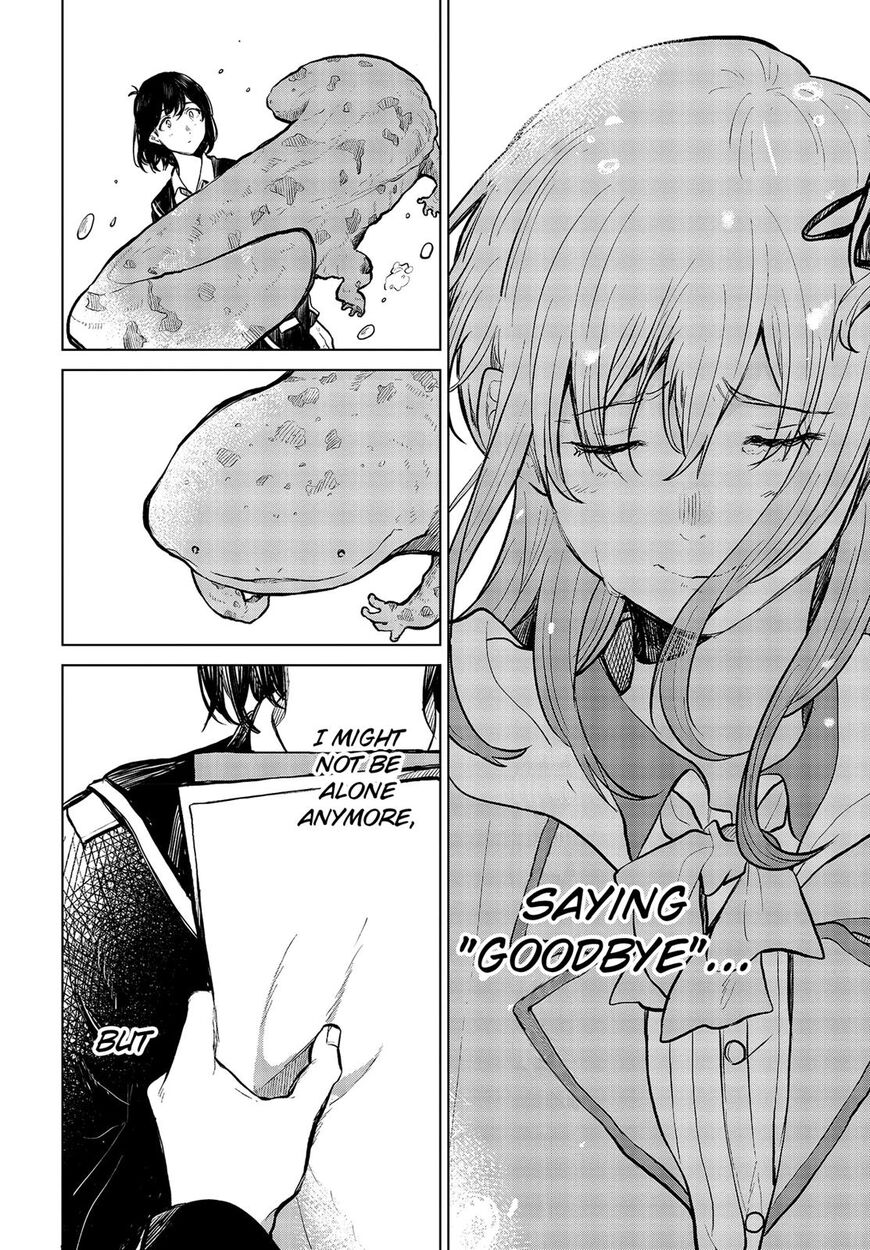 SAYING
"GOODBYE"...
I MIGHT
NOT BE
ALONE
ANYMORE,
BUT